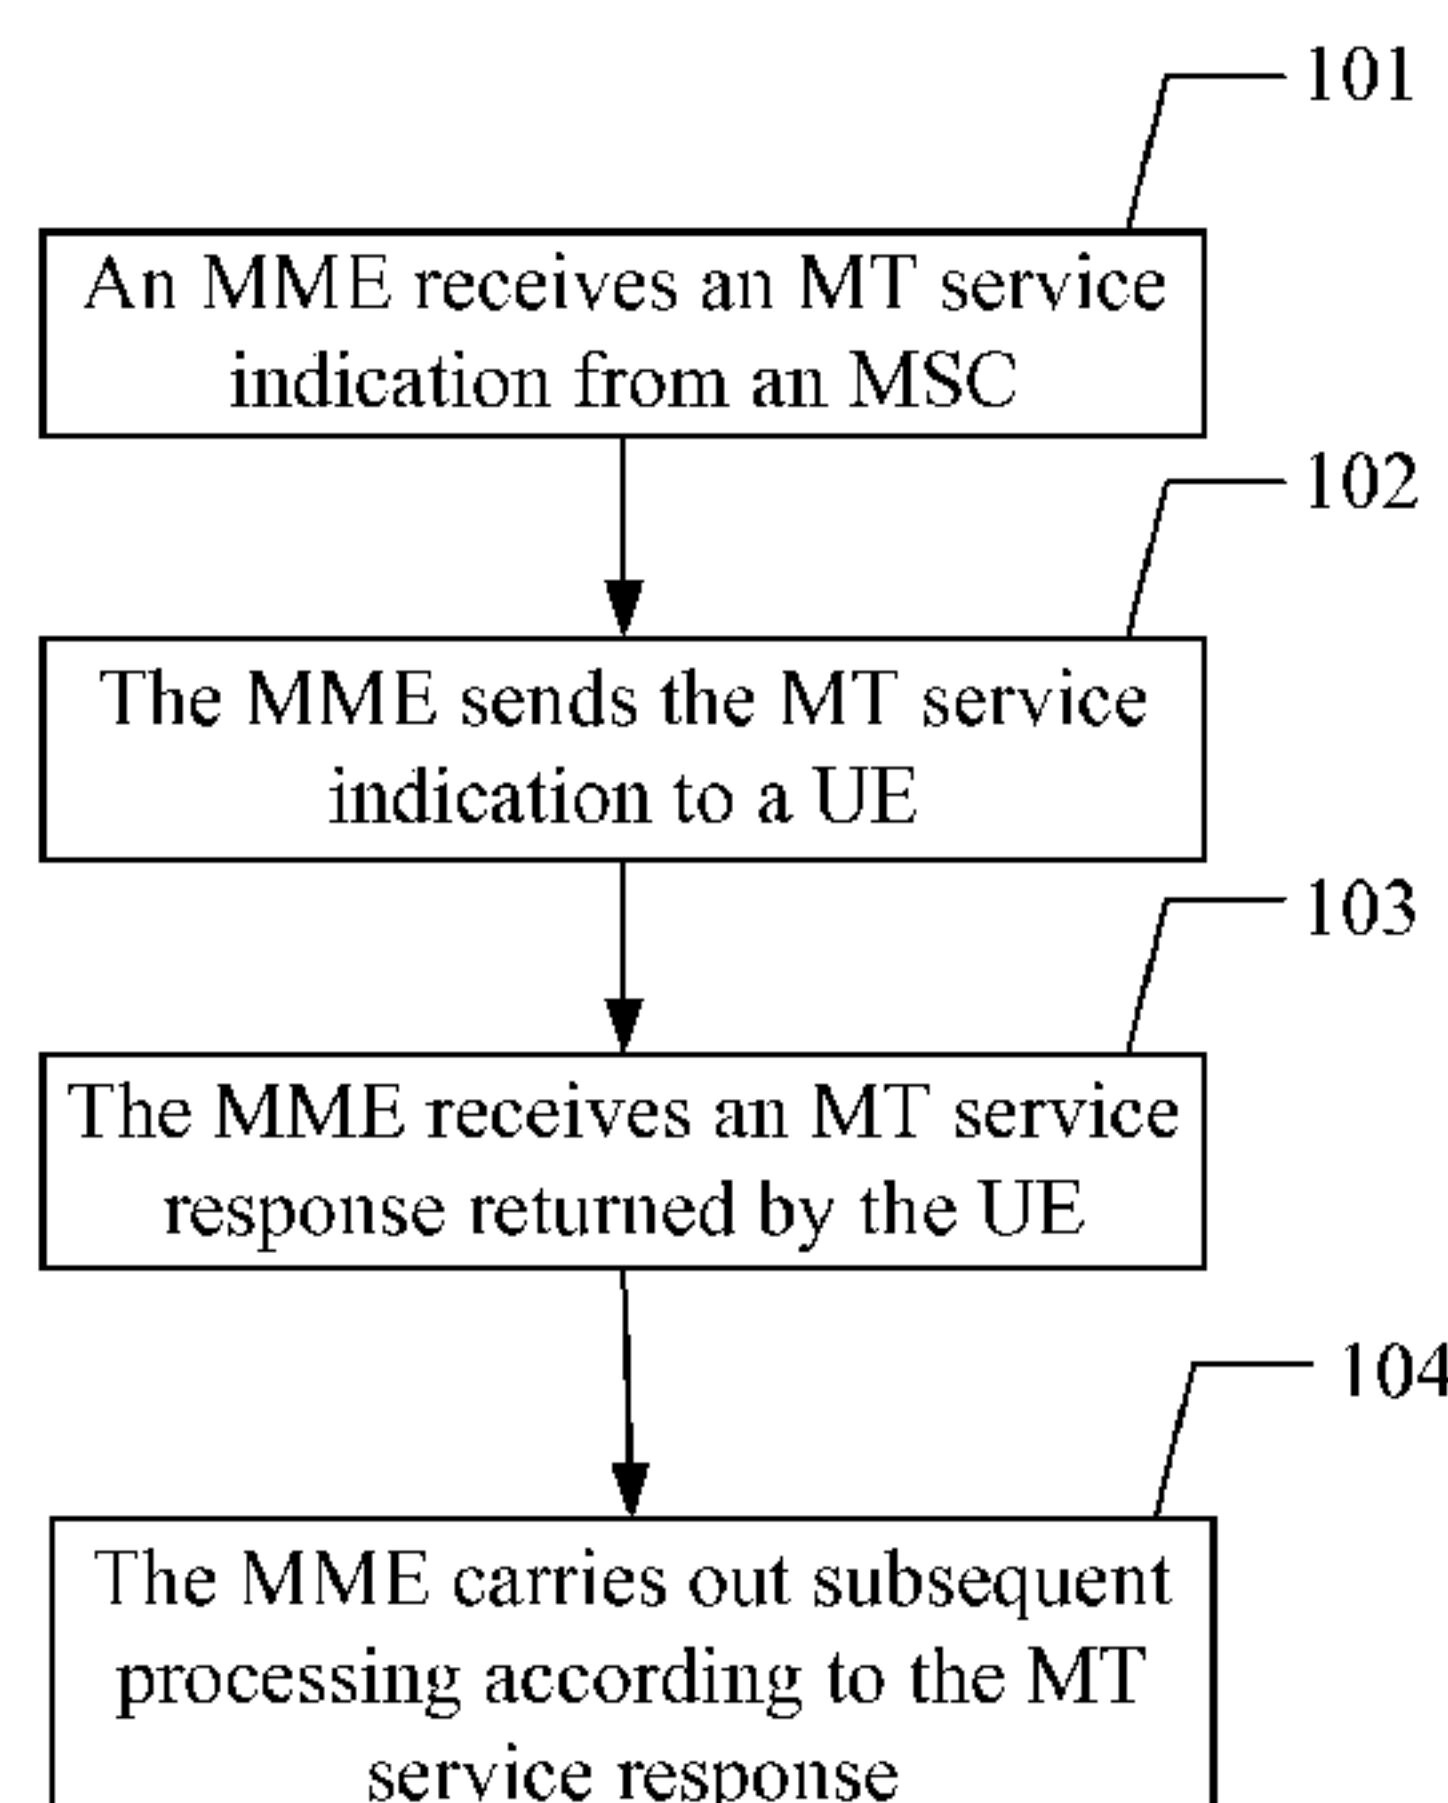 101
An MME receives an MT service
indication from an MSC
102
The MME sends the MT service
indication to a UE
103
The MME receives an MT service
response returned by the UE
104
The MME carries out subsequent
processing according to the MT
service response